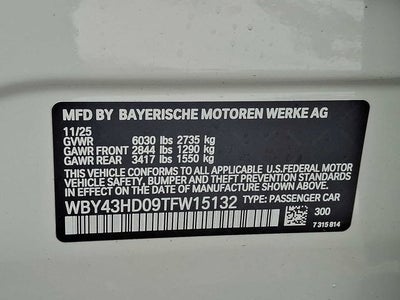 MFD BY BAYERISCHE MOTOREN WERKE AG
11/25
GVWR 6030 lbs 2735 kg
GAWR FRONT 2844 lbs 1290 kg
GAWR REAR 3417 lbs 1550 kg
THIS VEHICLE CONFORMS TO ALL APPLICABLE
U.S.FEDERAL MOTOR
VEHICLE SAFETY, BUMPER, AND THEFT
PREVENTION STANDARDS IN EFFECT ON THE
DATE OF MANUFACTURE SHOWN ABOVE.
WBY43HD09TFW15132 TYPE: PASSENGER CAR
300
7 315 814